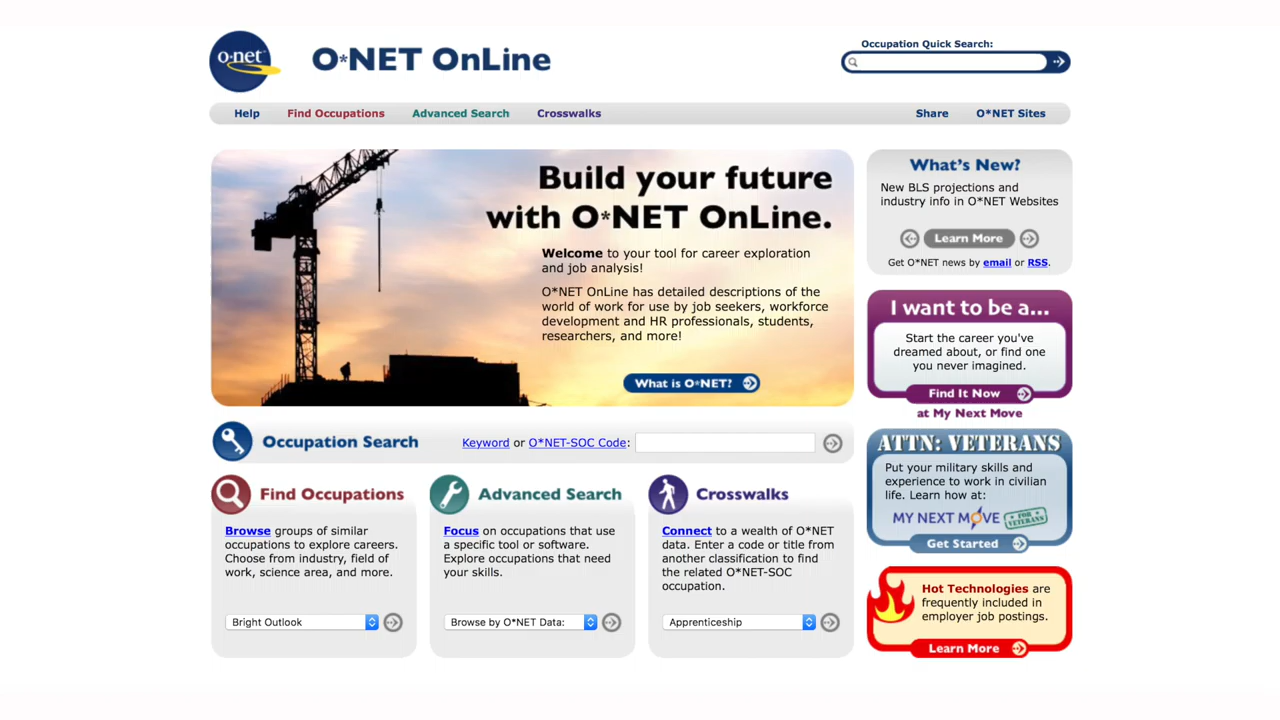 o·net™
O*NET OnLine
Occupation Quick Search:
Help
Find Occupations
Advanced Search
Crosswalks
Share
O*NET Sites
Build your future
with O*NET OnLine.
Welcome to your tool for career exploration
and job analysis!
O*NET OnLine has detailed descriptions of the
world of work for use by job seekers, workforce
development and HR professionals, students,
researchers, and more!
What is O*NET?
What's New?
New BLS projections and
industry info in O*NET Websites
Learn More
Get O*NET news by email or RSS.
I want to be a...
Start the career you've
dreamed about, or find one
you never imagined.
Find It Now
at My Next Move
Occupation Search
Keyword or O*NET-SOC Code:
Find Occupations
Browse groups of similar
occupations to explore careers.
Choose from industry, field of
work, science area, and more.
Bright Outlook
Advanced Search
Focus on occupations that use
a specific tool or software.
Explore occupations that need
your skills.
Browse by O*NET Data:
Crosswalks
Connect to a wealth of O*NET
data. Enter a code or title from
another classification to find
the related O*NET-SOC
occupation.
Apprenticeship
ATTN: VETERANS
Put your military skills and
experience to work in civilian
life. Learn how at:
MY NEXT MOVE
FOR
VETERANS
Get Started
Hot Technologies are
frequently included in
employer job postings.
Learn More